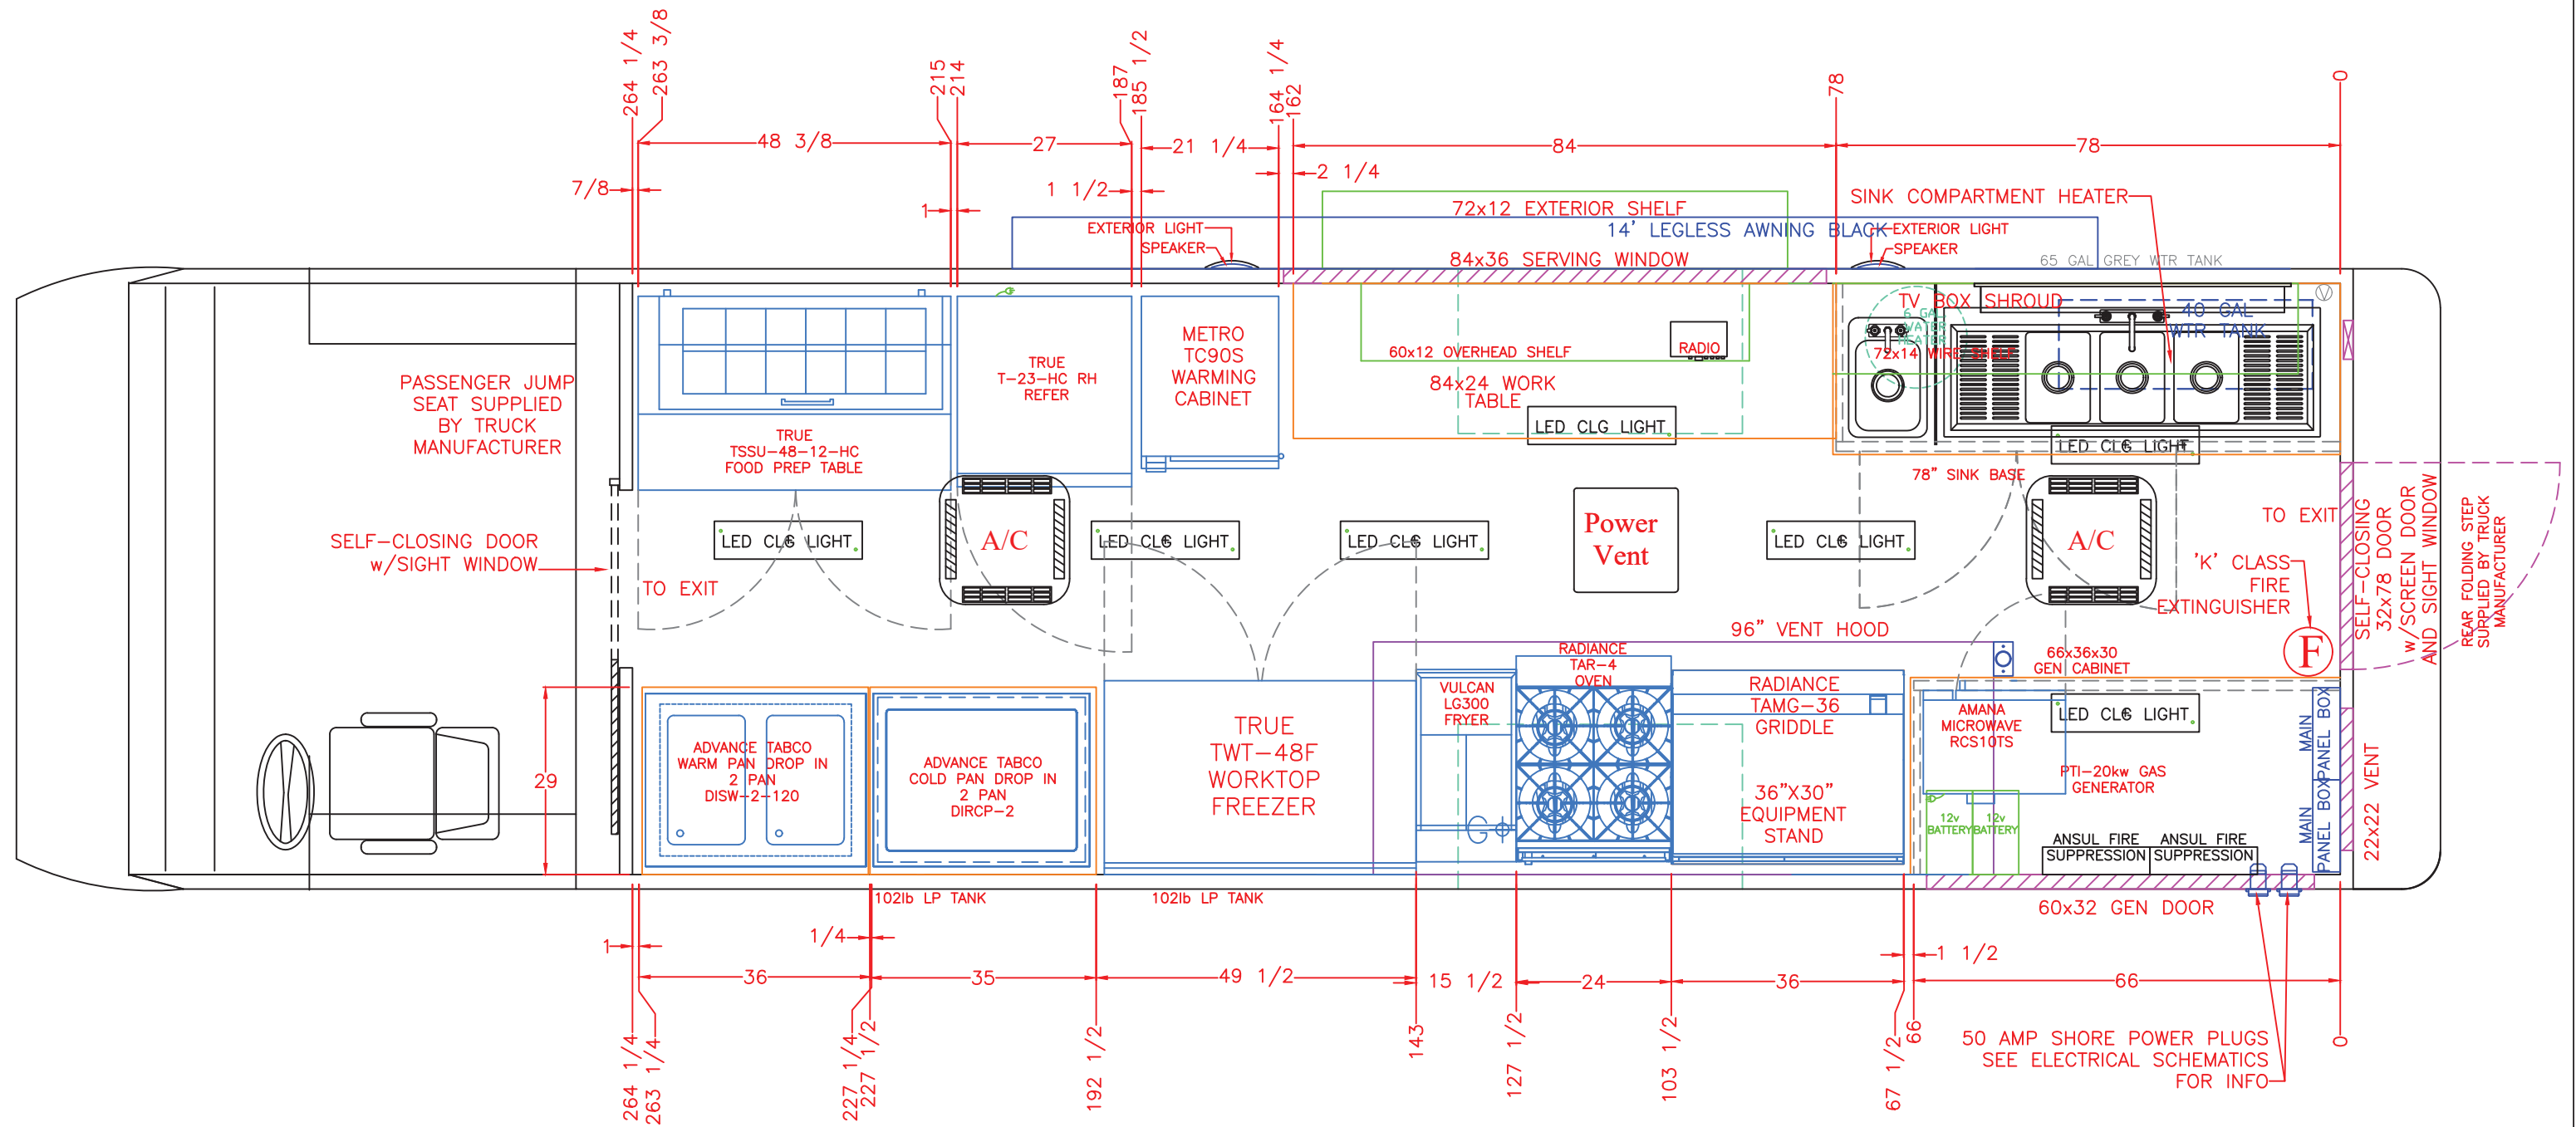 264 1/4
263 3/8
215
214
187
185 1/2
164 1/4
162
78
0
48 3/8
27
21 1/4
84
78
7/8
1
1 1/2
2 1/4
SINK COMPARTMENT HEATER
72x12 EXTERIOR SHELF
14' LEGLESS AWNING BLACK
EXTERIOR LIGHT
SPEAKER
EXTERIOR LIGHT
SPEAKER
84x36 SERVING WINDOW
65 GAL GREY WTR TANK
TV BOX SHROUD
6 GAL
WATER
HEATER
40 GAL
WTR TANK
72x14 WIRE SHELF
METRO
TC90S
WARMING
CABINET
TRUE
T-23-HC RH
REFER
60x12 OVERHEAD SHELF
RADIO
84x24 WORK
TABLE
LED CLG LIGHT
LED CLG LIGHT
PASSENGER JUMP
SEAT SUPPLIED
BY TRUCK
MANUFACTURER
TRUE
TSSU-48-12-HC
FOOD PREP TABLE
78" SINK BASE
SELF-CLOSING DOOR
w/SIGHT WINDOW
TO EXIT
LED CLG LIGHT
A/C
LED CLG LIGHT
LED CLG LIGHT
Power
Vent
LED CLG LIGHT
A/C
TO EXIT
'K' CLASS
FIRE
EXTINGUISHER
F
SELF-CLOSING
32x78 DOOR
w/SCREEN DOOR
AND SIGHT WINDOW
REAR FOLDING STEP
SUPPLIED BY TRUCK
MANUFACTURER
96" VENT HOOD
66x36x30
GEN CABINET
RADIANCE
TAR-4
OVEN
VULCAN
LG300
FRYER
RADIANCE
TAMG-36
GRIDDLE
36"X30"
EQUIPMENT
STAND
AMANA
MICROWAVE
RCS10TS
LED CLG LIGHT
PTI-20kw GAS
GENERATOR
MAIN
PANEL BOX
MAIN
PANEL BOX
22x22 VENT
12v
BATTERY
12v
BATTERY
ANSUL FIRE
SUPPRESSION
ANSUL FIRE
SUPPRESSION
TRUE
TWT-48F
WORKTOP
FREEZER
ADVANCE TABCO
WARM PAN DROP IN
2 PAN
DISW-2-120
ADVANCE TABCO
COLD PAN DROP IN
2 PAN
DIRCP-2
29
G
102lb LP TANK
102lb LP TANK
60x32 GEN DOOR
1
1/4
1 1/2
36
35
49 1/2
15 1/2
24
36
66
264 1/4
263 1/4
227 1/4
227 1/2
192 1/2
143
127 1/2
103 1/2
67 1/2
66
0
50 AMP SHORE POWER PLUGS
SEE ELECTRICAL SCHEMATICS
FOR INFO